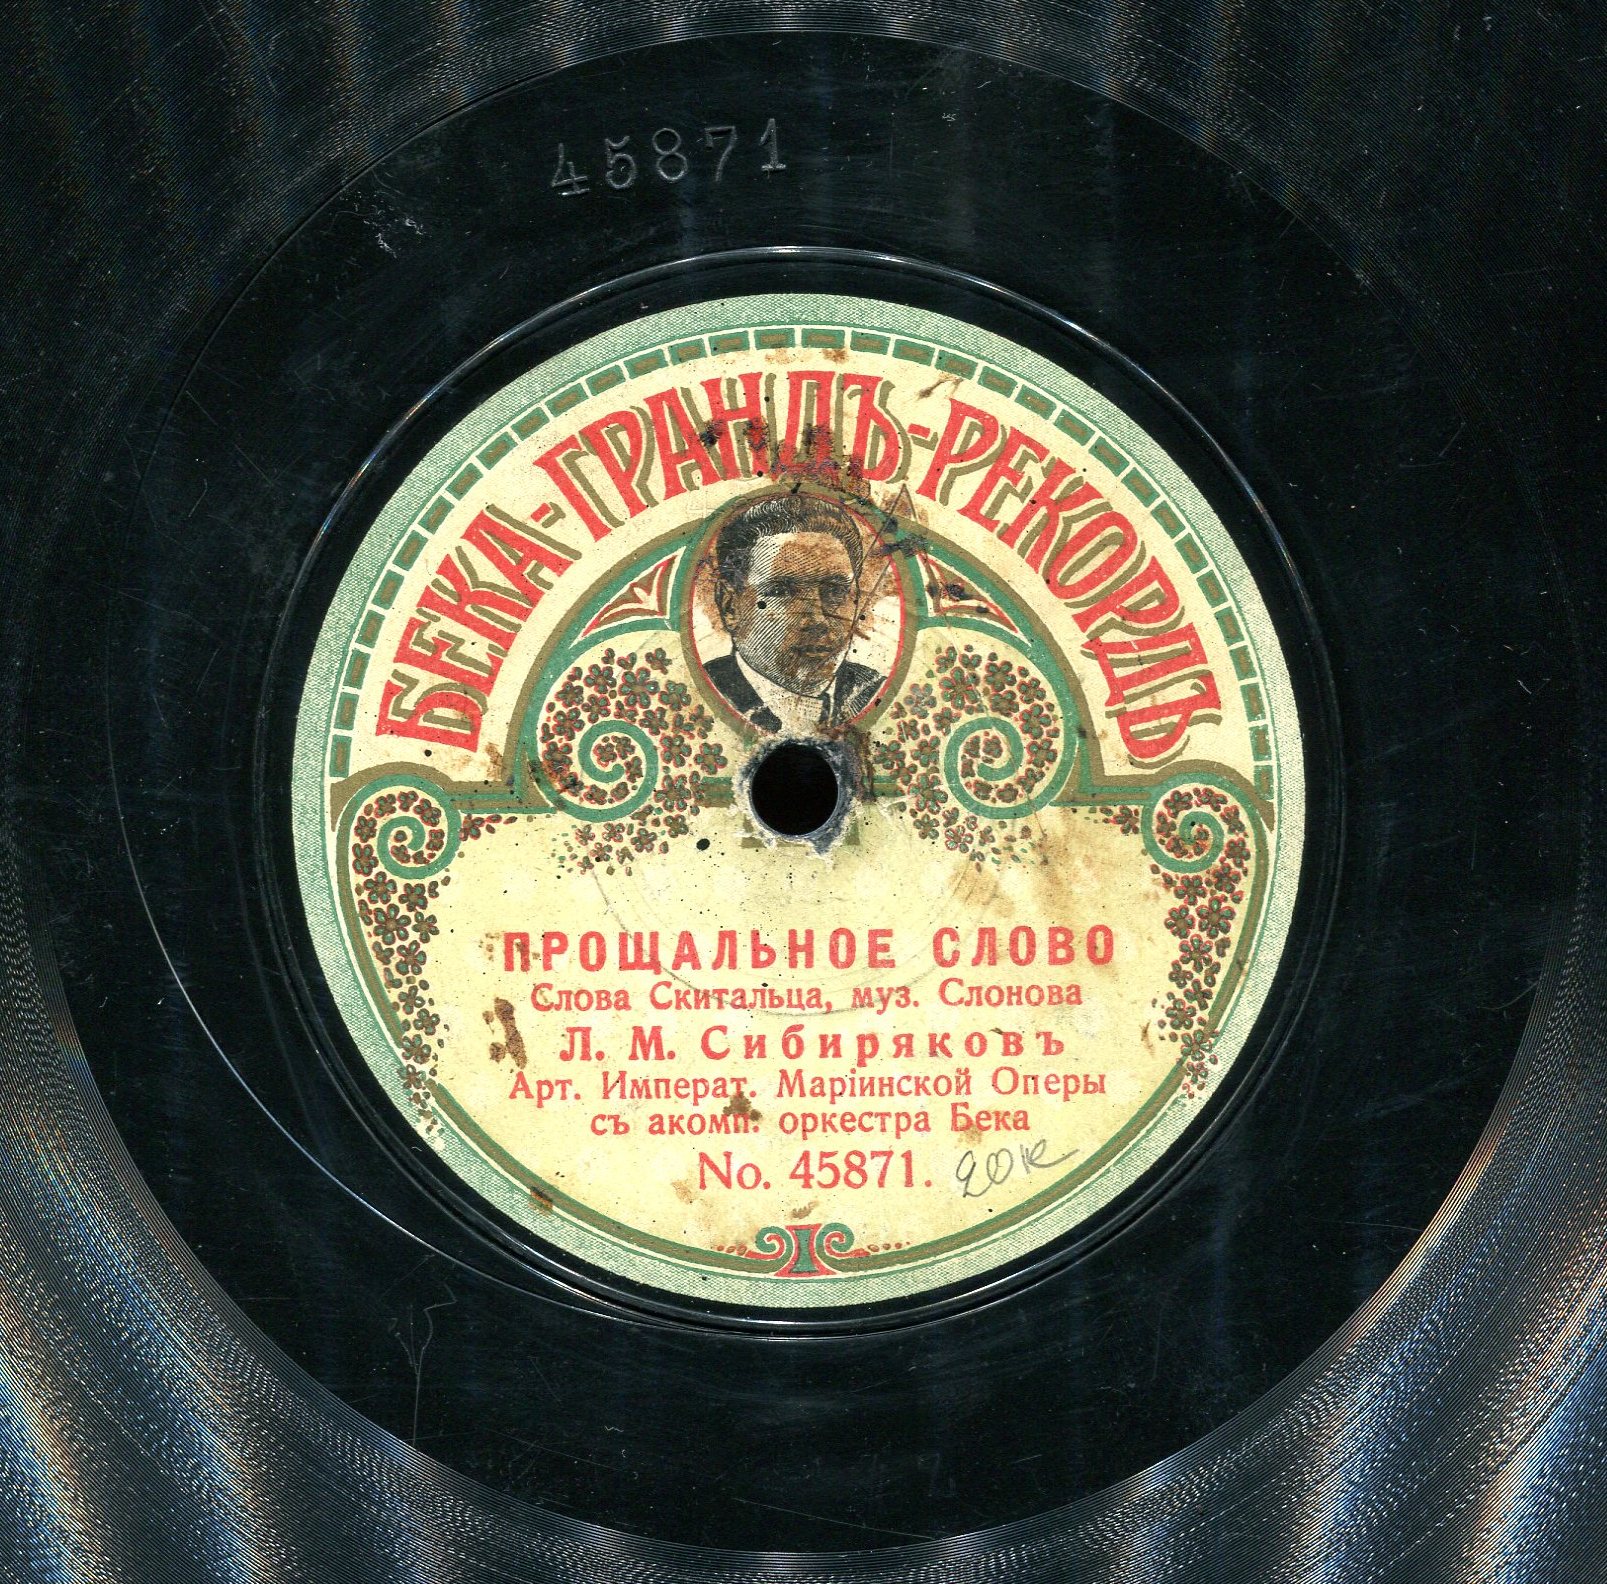 45871
БЕКА-ГРАНДЪ-РЕКОРДЪ
ПРОЩАЛЬНОЕ СЛОВО
Слова Скитальца, муз. Слонова
Л. М. Сибиряковъ
Арт. Императ. Маріинской Оперы
съ акомп. оркестра Бека
No. 45871.
20к